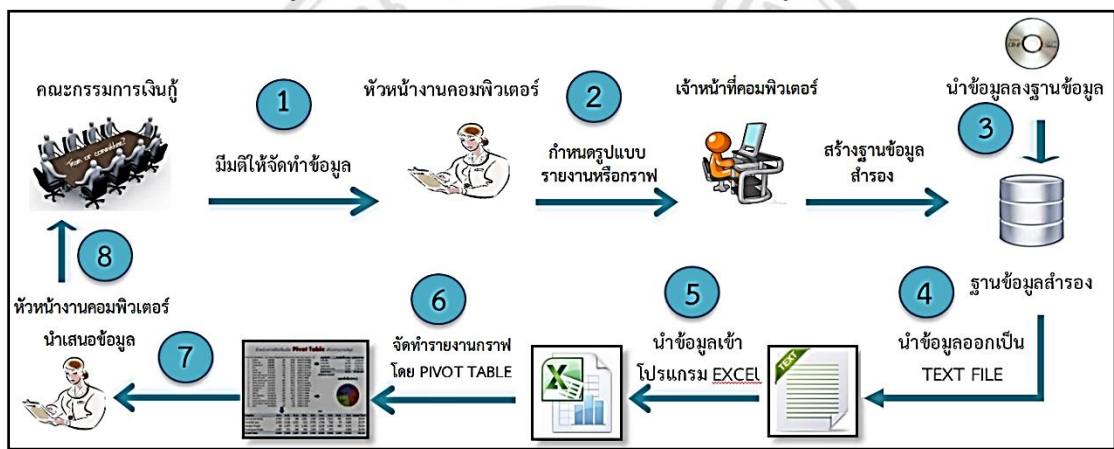 คณะกรรมการเงินกู้
1
มีมติให้จัดทำข้อมูล
หัวหน้างานคอมพิวเตอร์
2
กำหนดรูปแบบ
รายงานหรือกราฟ
เจ้าหน้าที่คอมพิวเตอร์
สร้างฐานข้อมูล
สำรอง
นำข้อมูลลงฐานข้อมูล
3
ฐานข้อมูลสำรอง
4
นำข้อมูลออกเป็น
TEXT FILE
TEXT
5
นำข้อมูลเข้า
โปรแกรม EXCEL
X
6
จัดทำรายงานกราฟ
โดย PIVOT TABLE
Pivot Table
7
หัวหน้างานคอมพิวเตอร์
นำเสนอข้อมูล
8